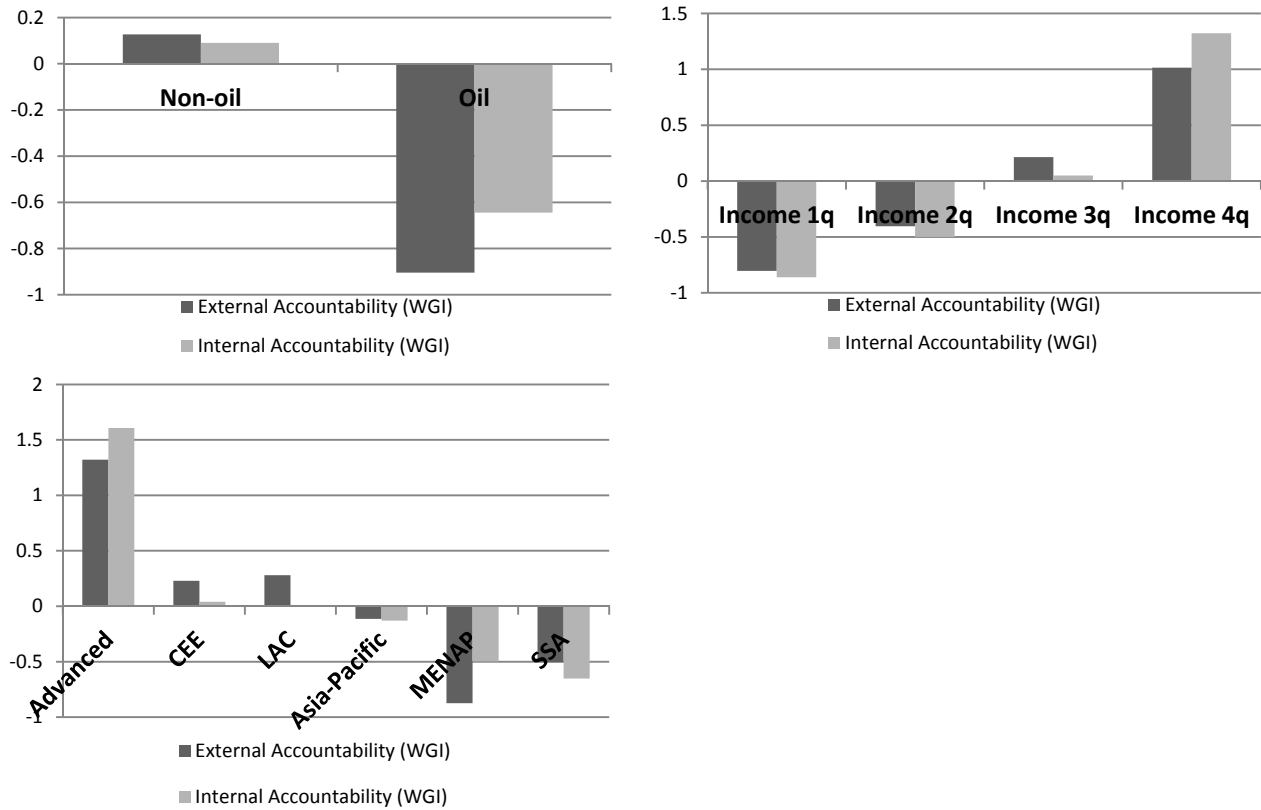 0.2
0
-0.2
-0.4
-0.6
-0.8
-1
Non-oil
Oil
External Accountability (WGI)
Internal Accountability (WGI)
1.5
1
0.5
0
-0.5
-1
Income 1q
Income 2q
Income 3q
Income 4q
External Accountability (WGI)
Internal Accountability (WGI)
2
1.5
1
0.5
0
-0.5
-1
Advanced
CEE
LAC
Asia-Pacific
MENAP
SSA
External Accountability (WGI)
Internal Accountability (WGI)